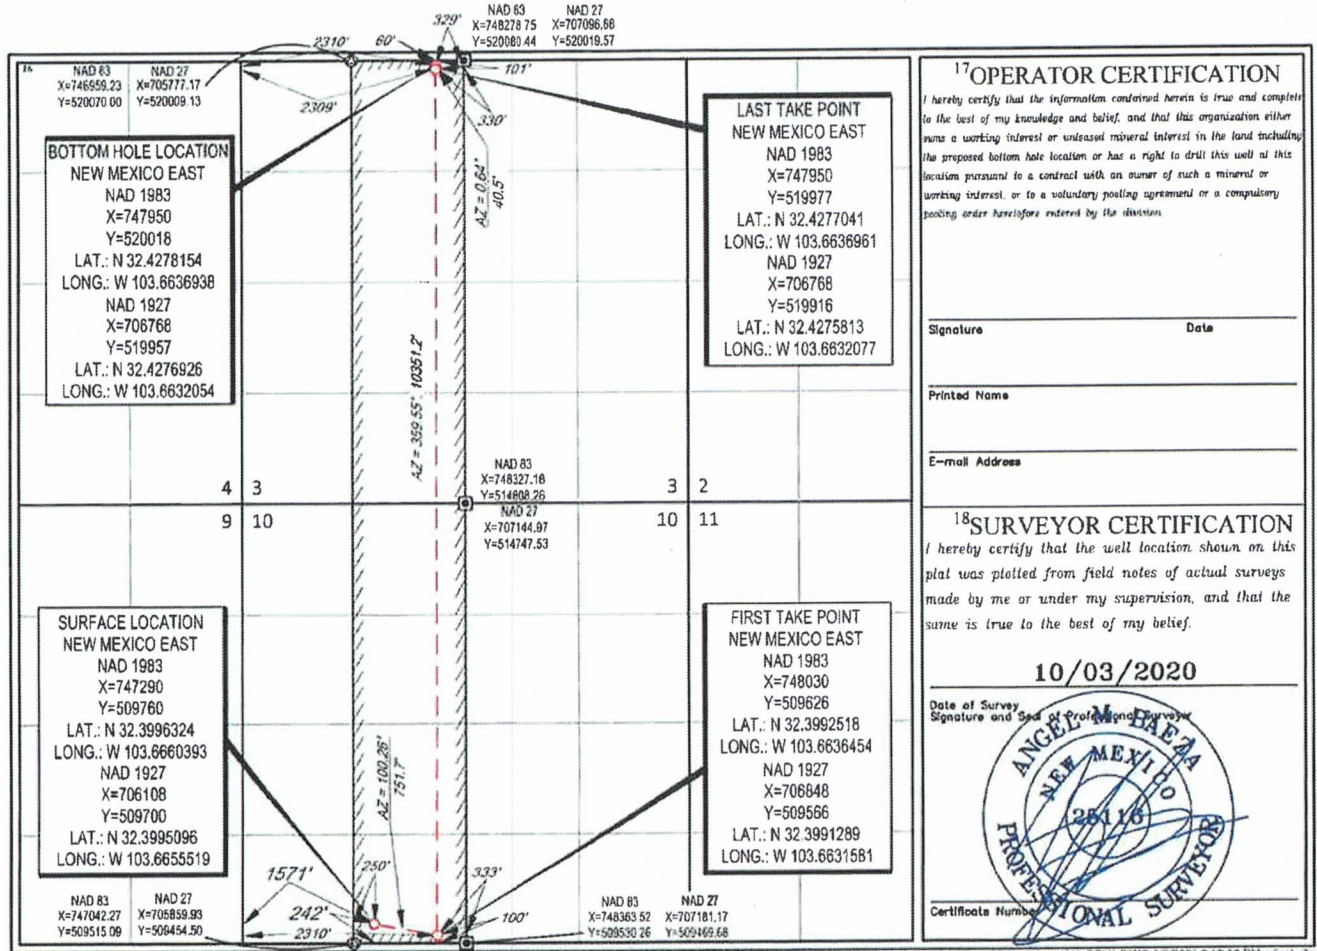 NAD 83 NAD 27
X=748278.75 X=707096.68
Y=520080.44 Y=520019.57
329'
2310'
60'
101'
16
NAD 83 NAD 27
X=746959.23 X=705777.17
Y=520070.00 Y=520009.13
2309'
330'
AZ = 0.64°
40.5'
BOTTOM HOLE LOCATION
NEW MEXICO EAST
NAD 1983
X=747950
Y=520018
LAT.: N 32.4278154
LONG.: W 103.6636938
NAD 1927
X=706768
Y=519957
LAT.: N 32.4276926
LONG.: W 103.6632054
LAST TAKE POINT
NEW MEXICO EAST
NAD 1983
X=747950
Y=519977
LAT.: N 32.4277041
LONG.: W 103.6636961
NAD 1927
X=706768
Y=519916
LAT.: N 32.4275813
LONG.: W 103.6632077
AZ = 359.55°, 10351.2'
NAD 83
X=748327.18
Y=514808.26
NAD 27
X=707144.97
Y=514747.53
4 3
9 10
3 2
10 11
SURFACE LOCATION
NEW MEXICO EAST
NAD 1983
X=747290
Y=509760
LAT.: N 32.3996324
LONG.: W 103.6660393
NAD 1927
X=706108
Y=509700
LAT.: N 32.3995096
LONG.: W 103.6655519
FIRST TAKE POINT
NEW MEXICO EAST
NAD 1983
X=748030
Y=509626
LAT.: N 32.3992518
LONG.: W 103.6636454
NAD 1927
X=706848
Y=509566
LAT.: N 32.3991289
LONG.: W 103.6631581
AZ = 100.26°
751.7'
1571'
250'
333'
242'
2310'
100'
NAD 83 NAD 27
X=747042.27 X=705859.93
Y=509515.09 Y=509454.50
NAD 83 NAD 27
X=748363.52 X=707181.17
Y=509530.26 Y=509469.68
17 OPERATOR CERTIFICATION
I hereby certify that the information contained herein is true and complete
to the best of my knowledge and belief, and that this organization either
owns a working interest or unleased mineral interest in the land including
the proposed bottom hole location or has a right to drill this well at this
location pursuant to a contract with an owner of such a mineral or
working interest, or to a voluntary pooling agreement or a compulsory
pooling order heretofore entered by the division
Signature Date
Printed Name
E-mail Address
18 SURVEYOR CERTIFICATION
I hereby certify that the well location shown on this
plat was plotted from field notes of actual surveys
made by me or under my supervision, and that the
same is true to the best of my belief.
10/03/2020
Date of Survey
Signature and Seal of Professional Surveyor
ANGEL M. BAEZA
NEW MEXICO
25116
PROFESSIONAL SURVEYOR
Certificate Number